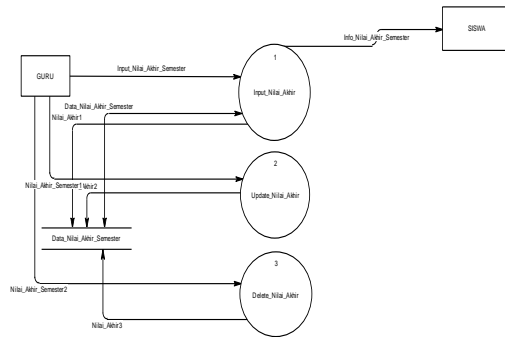 Info_Nilai_Akhir_Semester
SISWA
1
Input_Nilai_Akhir
GURU
Input_Nilai_Akhir_Semester
Data_Nilai_Akhir_Semester
Nilai_Akhir1
2
Update_Nilai_Akhir
Nilai_Akhir_Semester1
Data_Nilai_Akhir_Semester
3
Delete_Nilai_Akhir
Nilai_Akhir_Semester2
Nilai_Akhir3